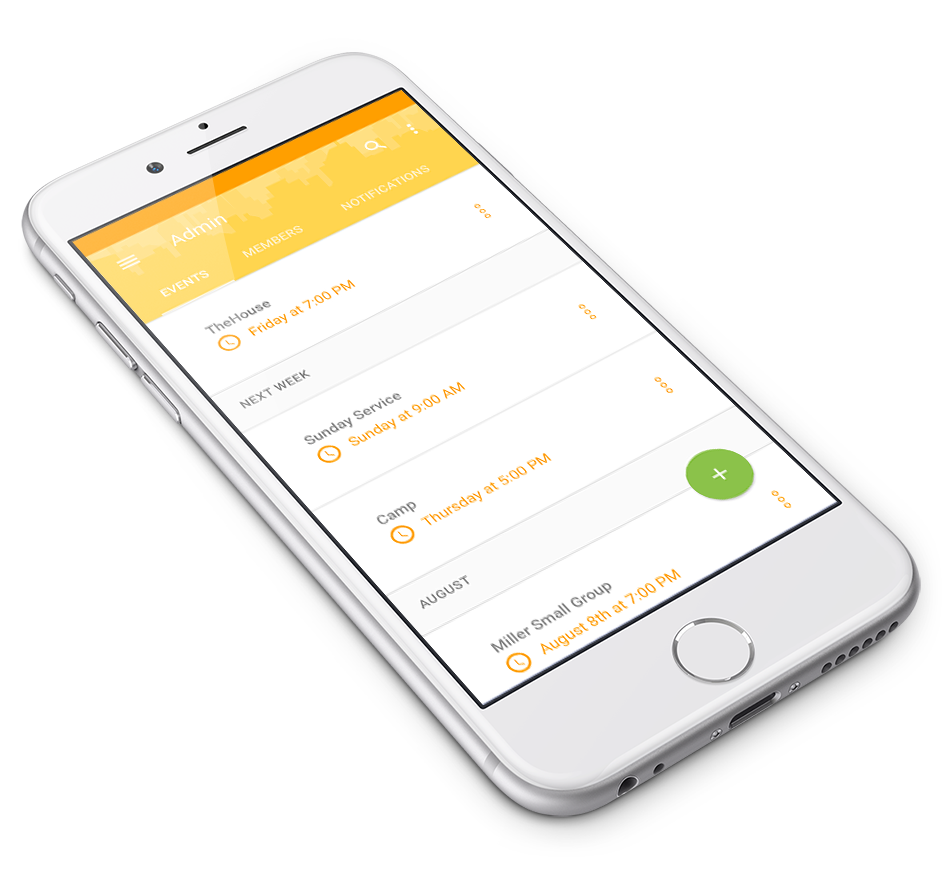 Admin
EVENTS MEMBERS NOTIFICATIONS
TheHouse
Friday at 7:00 PM
NEXT WEEK
Sunday Service
Sunday at 9:00 AM
Camp
Thursday at 5:00 PM
AUGUST
Miller Small Group
August 8th at 7:00 PM